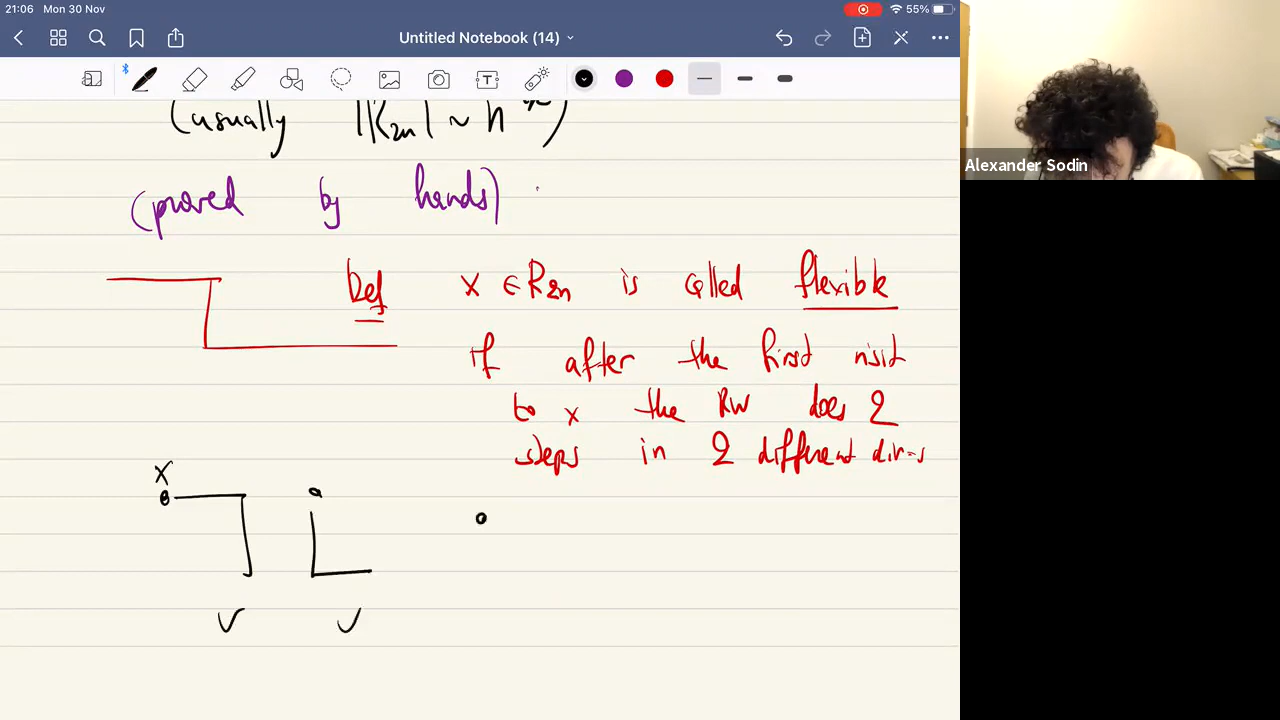 21:06 Mon 30 Nov
55%
Untitled Notebook (14)
(usually |R₂ₙ| ~ n
(proved by hands)
Def x ∈ R₂ₙ is called flexible
if after the first visit
to x the RW does 2
steps in 2 different dir-s
x
Alexander Sodin